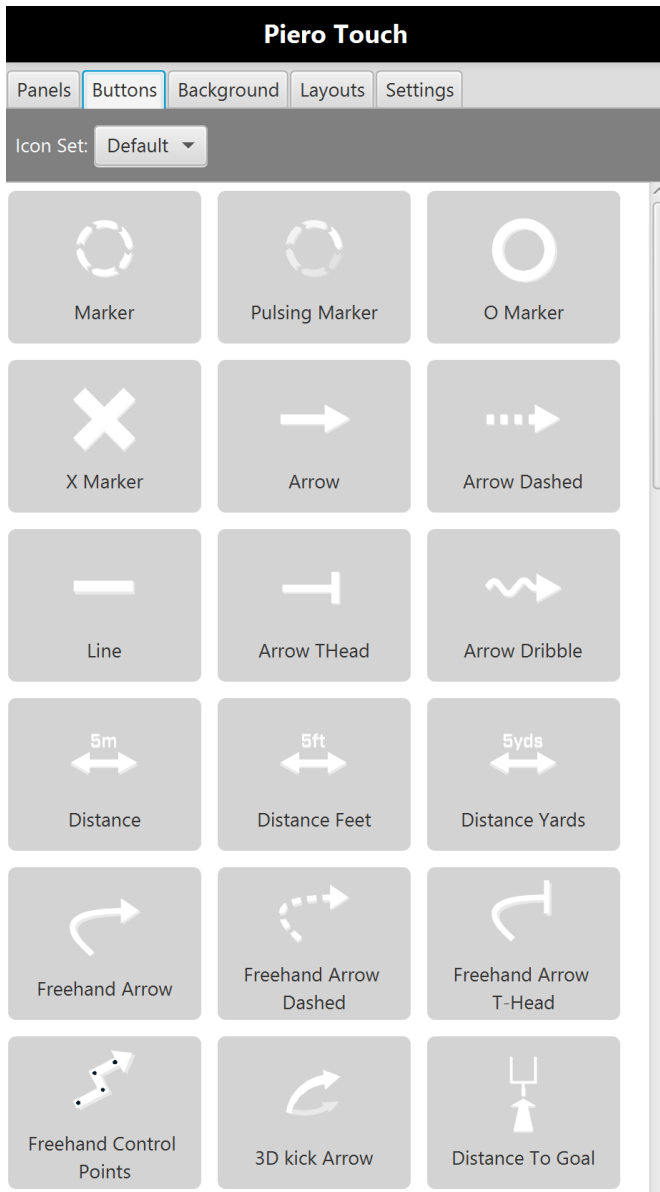 Piero Touch
Panels Buttons Background Layouts Settings
Icon Set: Default
Marker Pulsing Marker O Marker
X Marker Arrow Arrow Dashed
Line Arrow THead Arrow Dribble
5m 5ft 5yds
Distance Distance Feet Distance Yards
Freehand Arrow
Freehand Arrow
Dashed
Freehand Arrow
T-Head
Freehand Control
Points
3D kick Arrow
Distance To Goal